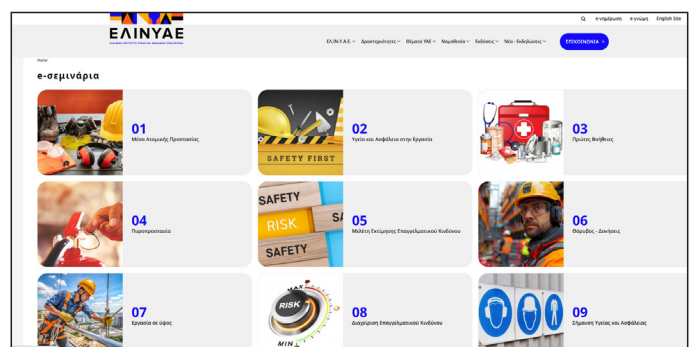 e-ενημέρωση e-γνώμη English Site
ΕΛΙΝΥΑΕ
ΕΛ.ΙΝ.Υ.Α.Ε. Δραστηριότητες Θέματα ΥΑΕ Νομοθεσία Εκδόσεις Νέα - Εκδηλώσεις ΕΠΙΚΟΙΝΩΝΙΑ
Home
e-σεμινάρια
01
Μέσα Ατομικής Προστασίας
02
Υγεία και Ασφάλεια στην Εργασία
SAFETY FIRST
03
Πρώτες Βοήθειες
04
Πυροπροστασία
SAFETY
RISK
SAFETY
05
Μελέτη Εκτίμησης Επαγγελματικού Κινδύνου
06
Θόρυβος - Δονήσεις
07
Εργασία σε ύψος
MAX
RISK
MIN
08
Διαχείριση Επαγγελματικού Κινδύνου
09
Σήμανση Υγείας και Ασφάλειας